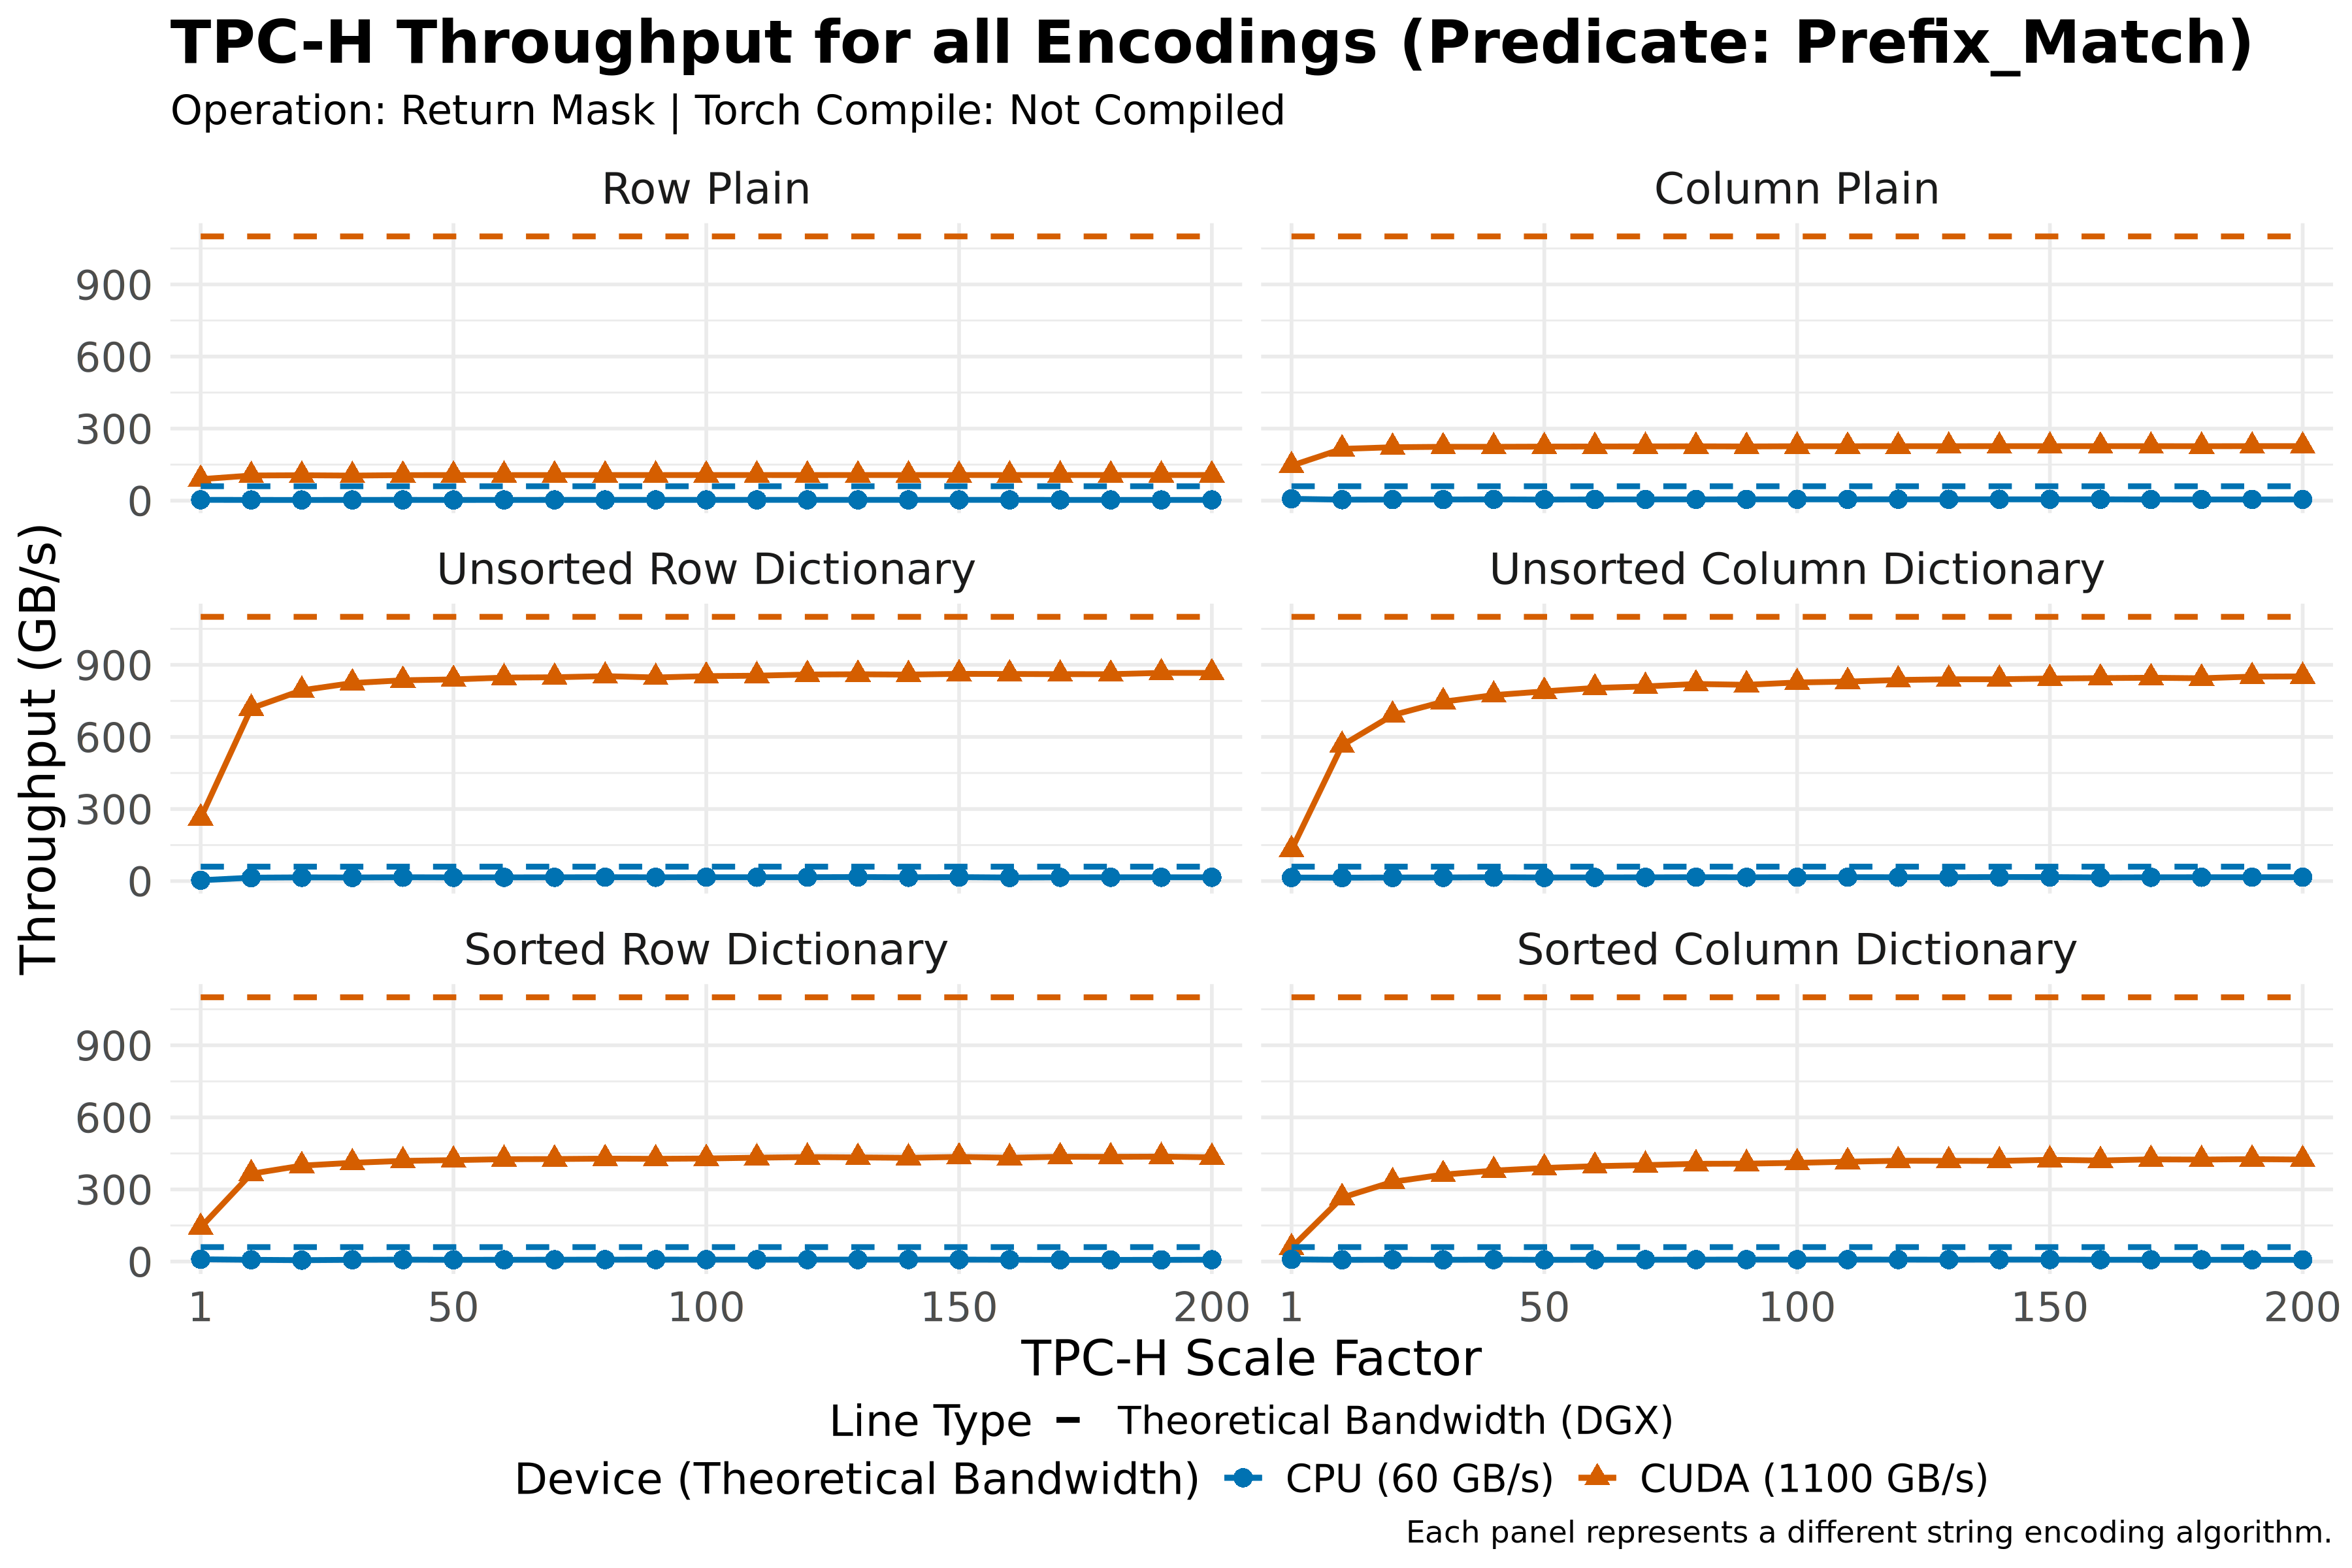 TPC-H Throughput for all Encodings (Predicate: Prefix_Match)
Operation: Return Mask | Torch Compile: Not Compiled
Row Plain
Column Plain
900
600
300
0
Unsorted Row Dictionary
Unsorted Column Dictionary
900
600
300
0
Sorted Row Dictionary
Sorted Column Dictionary
900
600
300
0
Throughput (GB/s)
1 50 100 150 200 1 50 100 150 200
TPC-H Scale Factor
Line Type Theoretical Bandwidth (DGX)
Device (Theoretical Bandwidth) CPU (60 GB/s) CUDA (1100 GB/s)
Each panel represents a different string encoding algorithm.